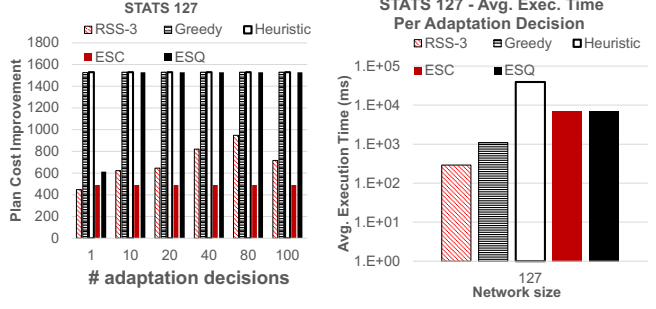 STATS 127
RSS-3 Greedy Heuristic
ESC ESQ
Plan Cost Improvement
1800
1600
1400
1200
1000
800
600
400
200
0
1 10 20 40 80 100
# adaptation decisions
STATS 127 - Avg. Exec. Time
Per Adaptation Decision
RSS-3 Greedy Heuristic
ESC ESQ
Avg. Execution Time (ms)
1.E+05
1.E+04
1.E+03
1.E+02
1.E+01
1.E+00
127
Network size